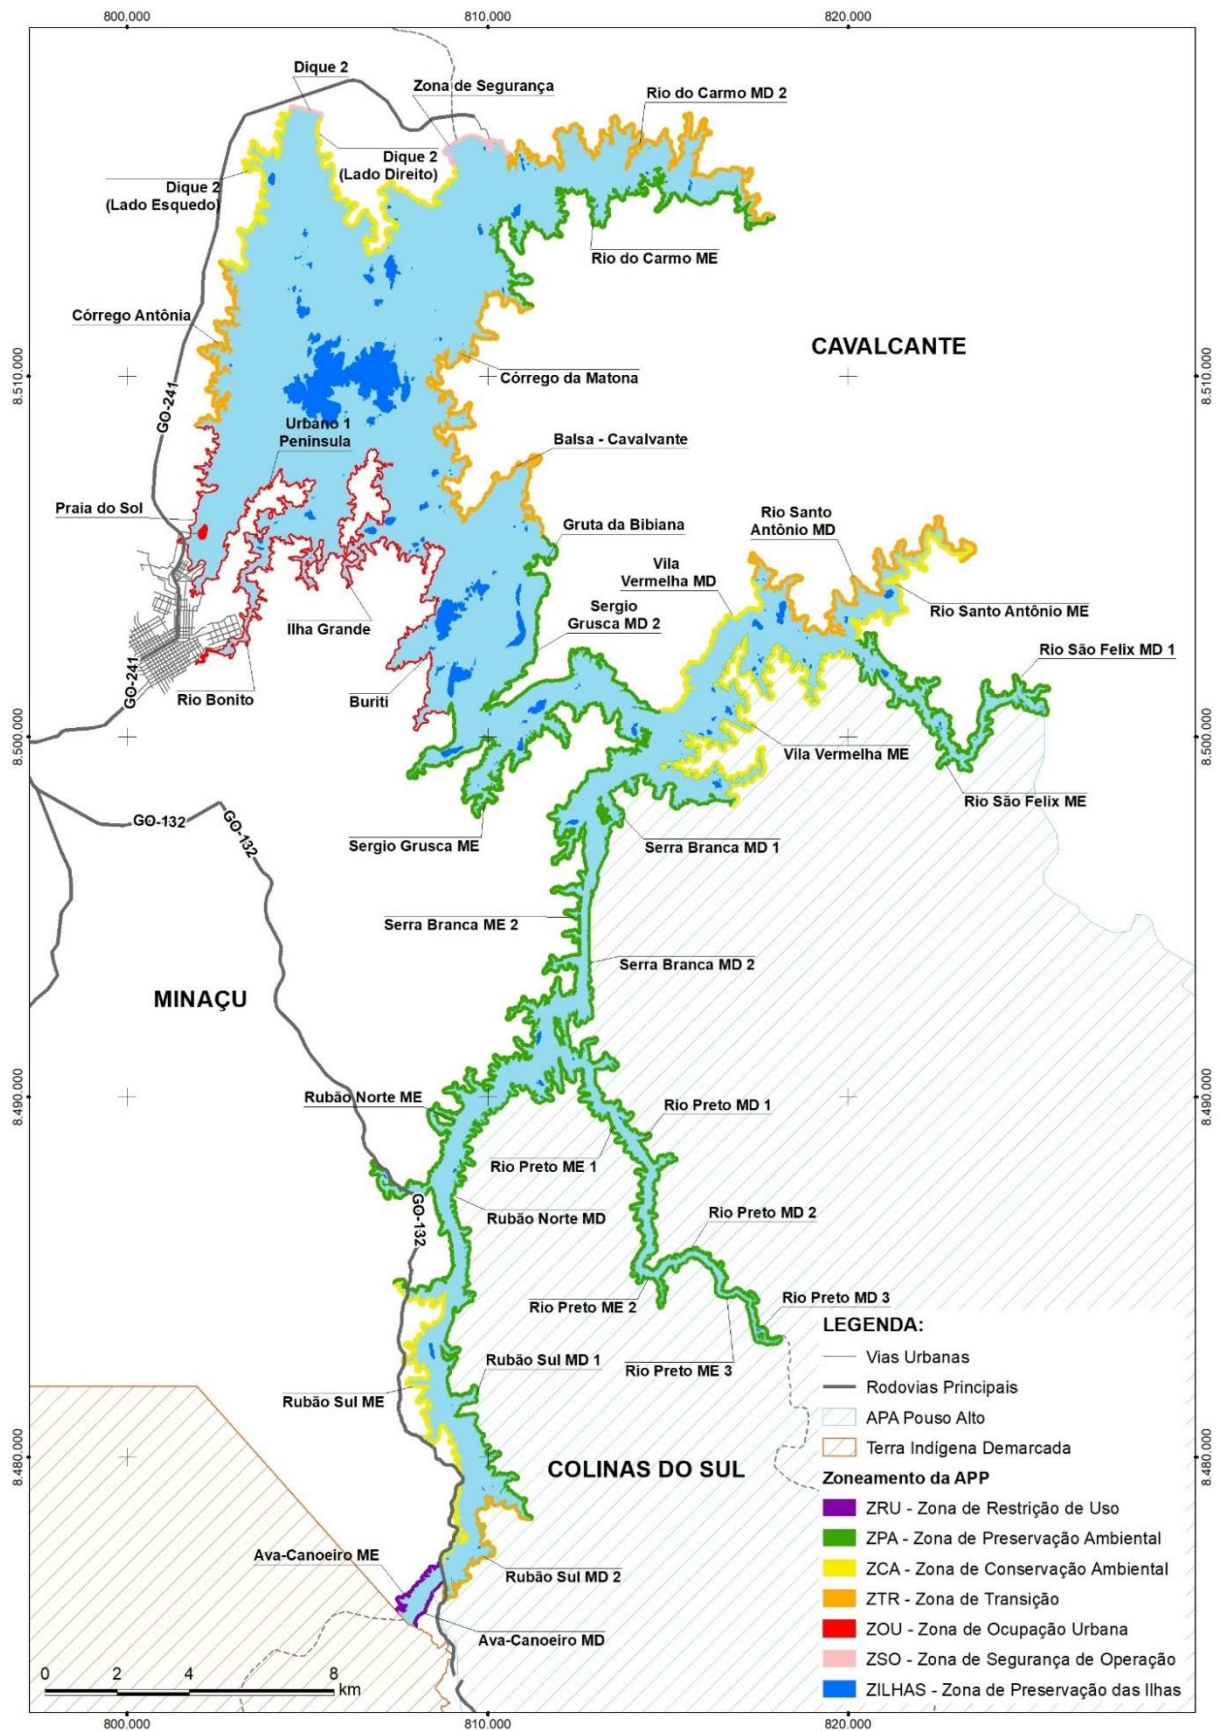 800.000
810.000
820.000
Dique 2
Zona de Segurança
Rio do Carmo MD 2
Dique 2
(Lado Direito)
Dique 2
(Lado Esquedo)
Rio do Carmo ME
Córrego Antônia
CAVALCANTE
8.510.000
8.510.000
Córrego da Matona
GO-241
Urbano 1
Peninsula
Balsa - Cavalvante
Praia do Sol
Rio Santo
Antônio MD
Gruta da Bibiana
Vila
Vermelha MD
Rio Santo Antônio ME
Sergio
Grusca MD 2
Ilha Grande
Rio São Felix MD 1
GO-241
Rio Bonito
Buriti
8.500.000
8.500.000
Vila Vermelha ME
Rio São Felix ME
GO-132
GO-132
Sergio Grusca ME
Serra Branca MD 1
Serra Branca ME 2
Serra Branca MD 2
MINAÇU
8.490.000
8.490.000
Rubão Norte ME
Rio Preto MD 1
Rio Preto ME 1
GO-132
Rubão Norte MD
Rio Preto MD 2
Rio Preto ME 2
Rio Preto MD 3
Rubão Sul MD 1
Rio Preto ME 3
Rubão Sul ME
8.480.000
8.480.000
COLINAS DO SUL
Ava-Canoeiro ME
Rubão Sul MD 2
Ava-Canoeiro MD
LEGENDA:
Vias Urbanas
Rodovias Principais
APA Pouso Alto
Terra Indígena Demarcada
Zoneamento da APP
ZRU - Zona de Restrição de Uso
ZPA - Zona de Preservação Ambiental
ZCA - Zona de Conservação Ambiental
ZTR - Zona de Transição
ZOU - Zona de Ocupação Urbana
ZSO - Zona de Segurança de Operação
ZILHAS - Zona de Preservação das Ilhas
0 2 4 8
km
800.000
810.000
820.000